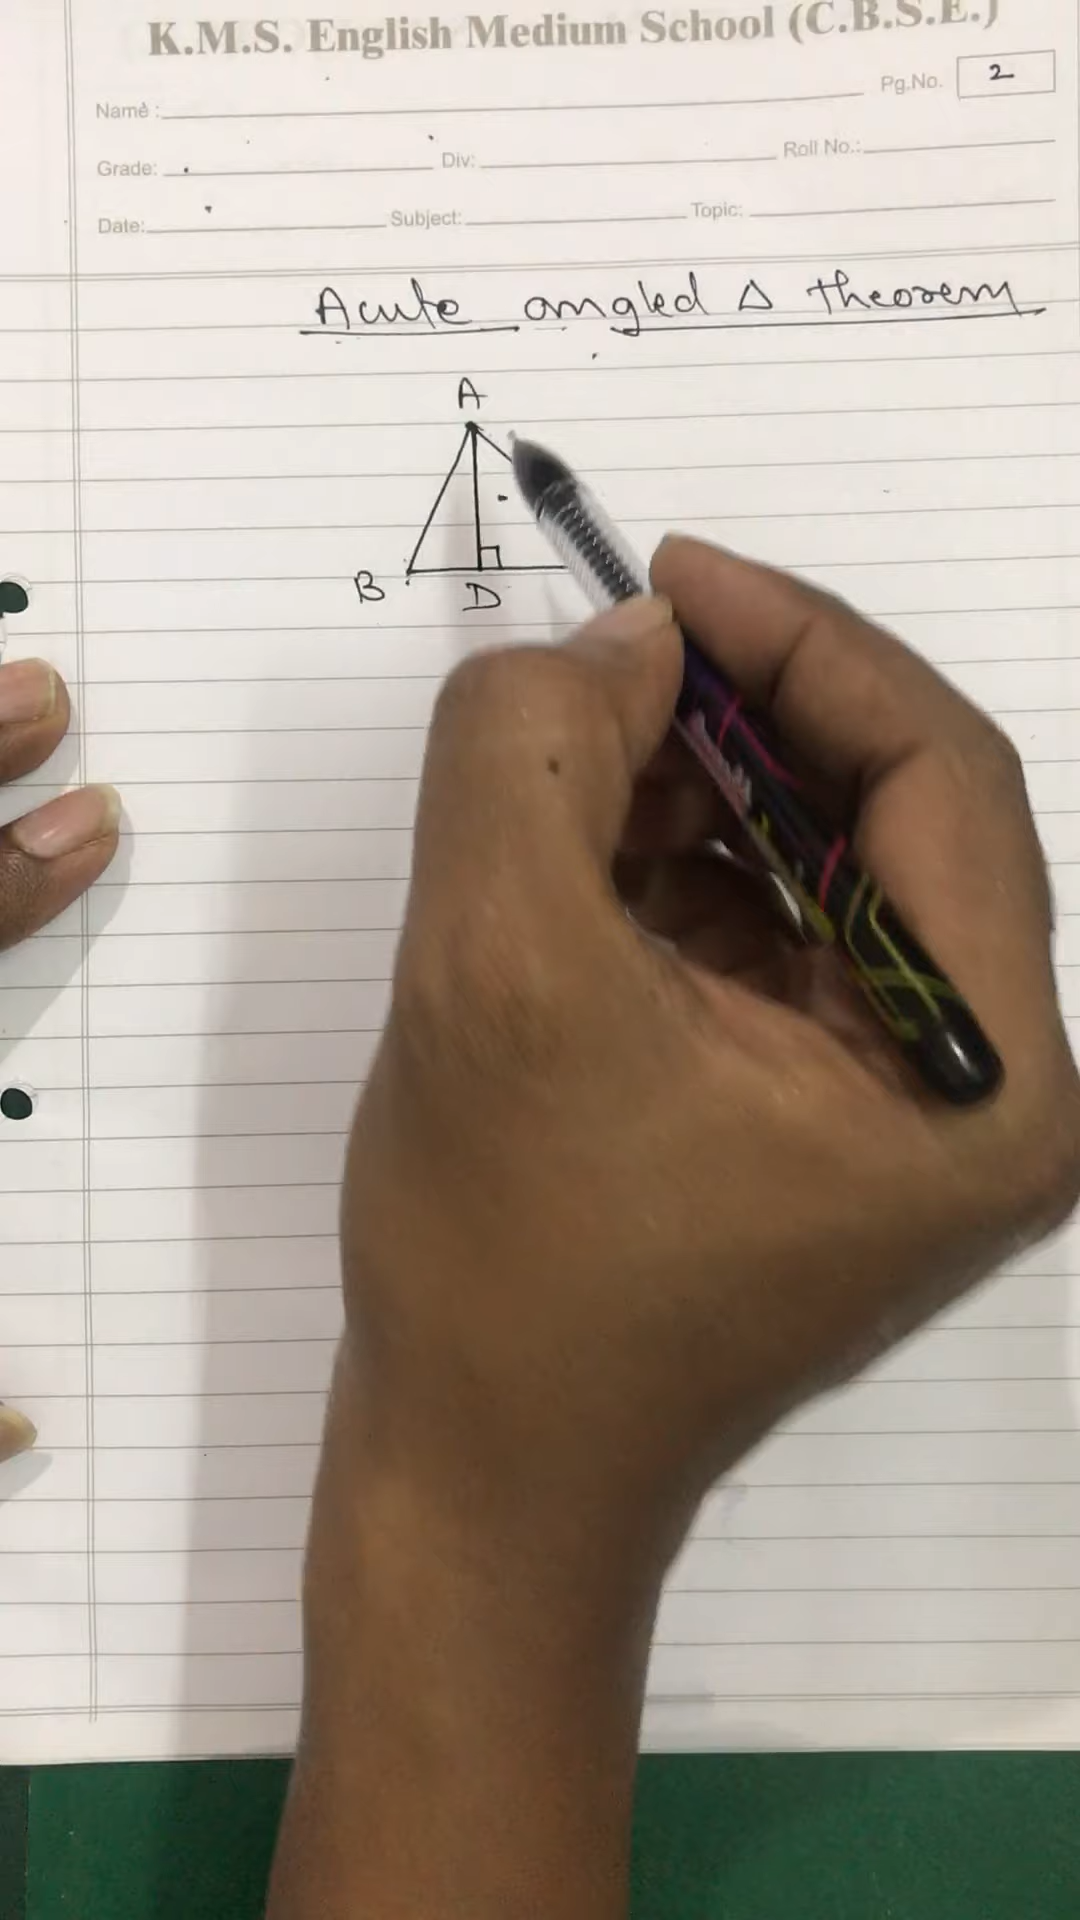 K.M.S. English Medium School (C.B.S.E.)
Pg.No. 2
Name :
Grade: Div: Roll No.:
Date: Subject: Topic:
Acute angled Δ theorem
A
B D